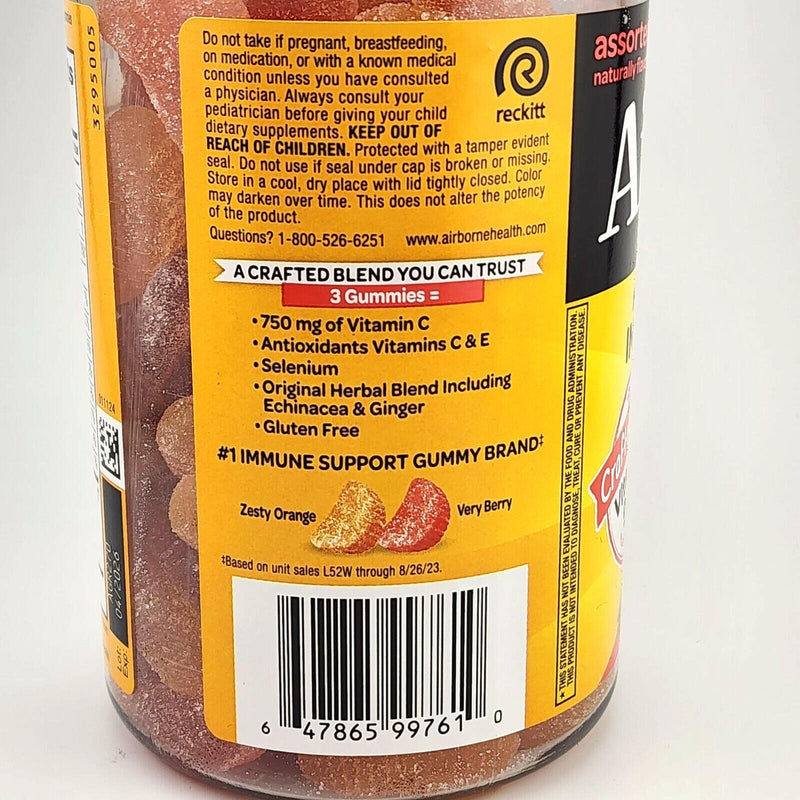 3295005
011124
04/2026
Lot:
Exp:
Do not take if pregnant, breastfeeding,
on medication, or with a known medical
condition unless you have consulted
a physician. Always consult your
pediatrician before giving your child
dietary supplements. KEEP OUT OF
REACH OF CHILDREN. Protected with a tamper evident
seal. Do not use if seal under cap is broken or missing.
Store in a cool, dry place with lid tightly closed. Color
may darken over time. This does not alter the potency
of the product.
reckitt
Questions? 1-800-526-6251 www.airbornehealth.com
A CRAFTED BLEND YOU CAN TRUST
3 Gummies =
•750 mg of Vitamin C
•Antioxidants Vitamins C & E
•Selenium
•Original Herbal Blend Including
Echinacea & Ginger
•Gluten Free
#1 IMMUNE SUPPORT GUMMY BRAND‡
Zesty Orange
Very Berry
‡Based on unit sales L52W through 8/26/23.
6 47865 99761 0
* THIS STATEMENT HAS NOT BEEN EVALUATED BY THE FOOD AND DRUG ADMINISTRATION.
THIS PRODUCT IS NOT INTENDED TO DIAGNOSE, TREAT, CURE OR PREVENT ANY DISEASE.
naturally